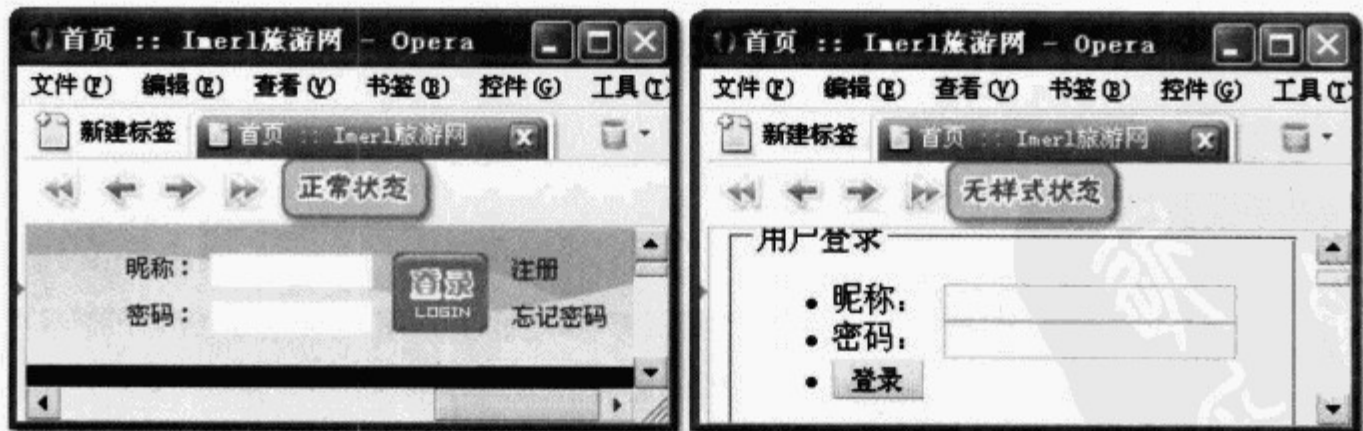 首页 :: Imerl旅游网 - Opera
文件(F) 编辑(E) 查看(V) 书签(B) 控件(G) 工具(T)
新建标签 首页 :: Imerl旅游网
正常状态
昵称： 登录 LOGIN 注册
密码： 忘记密码
首页 :: Imerl旅游网 - Opera
文件(F) 编辑(E) 查看(V) 书签(B) 控件(G) 工具(T)
新建标签 首页 :: Imerl旅游网
无样式状态
用户登录
• 昵称：
• 密码：
• 登录